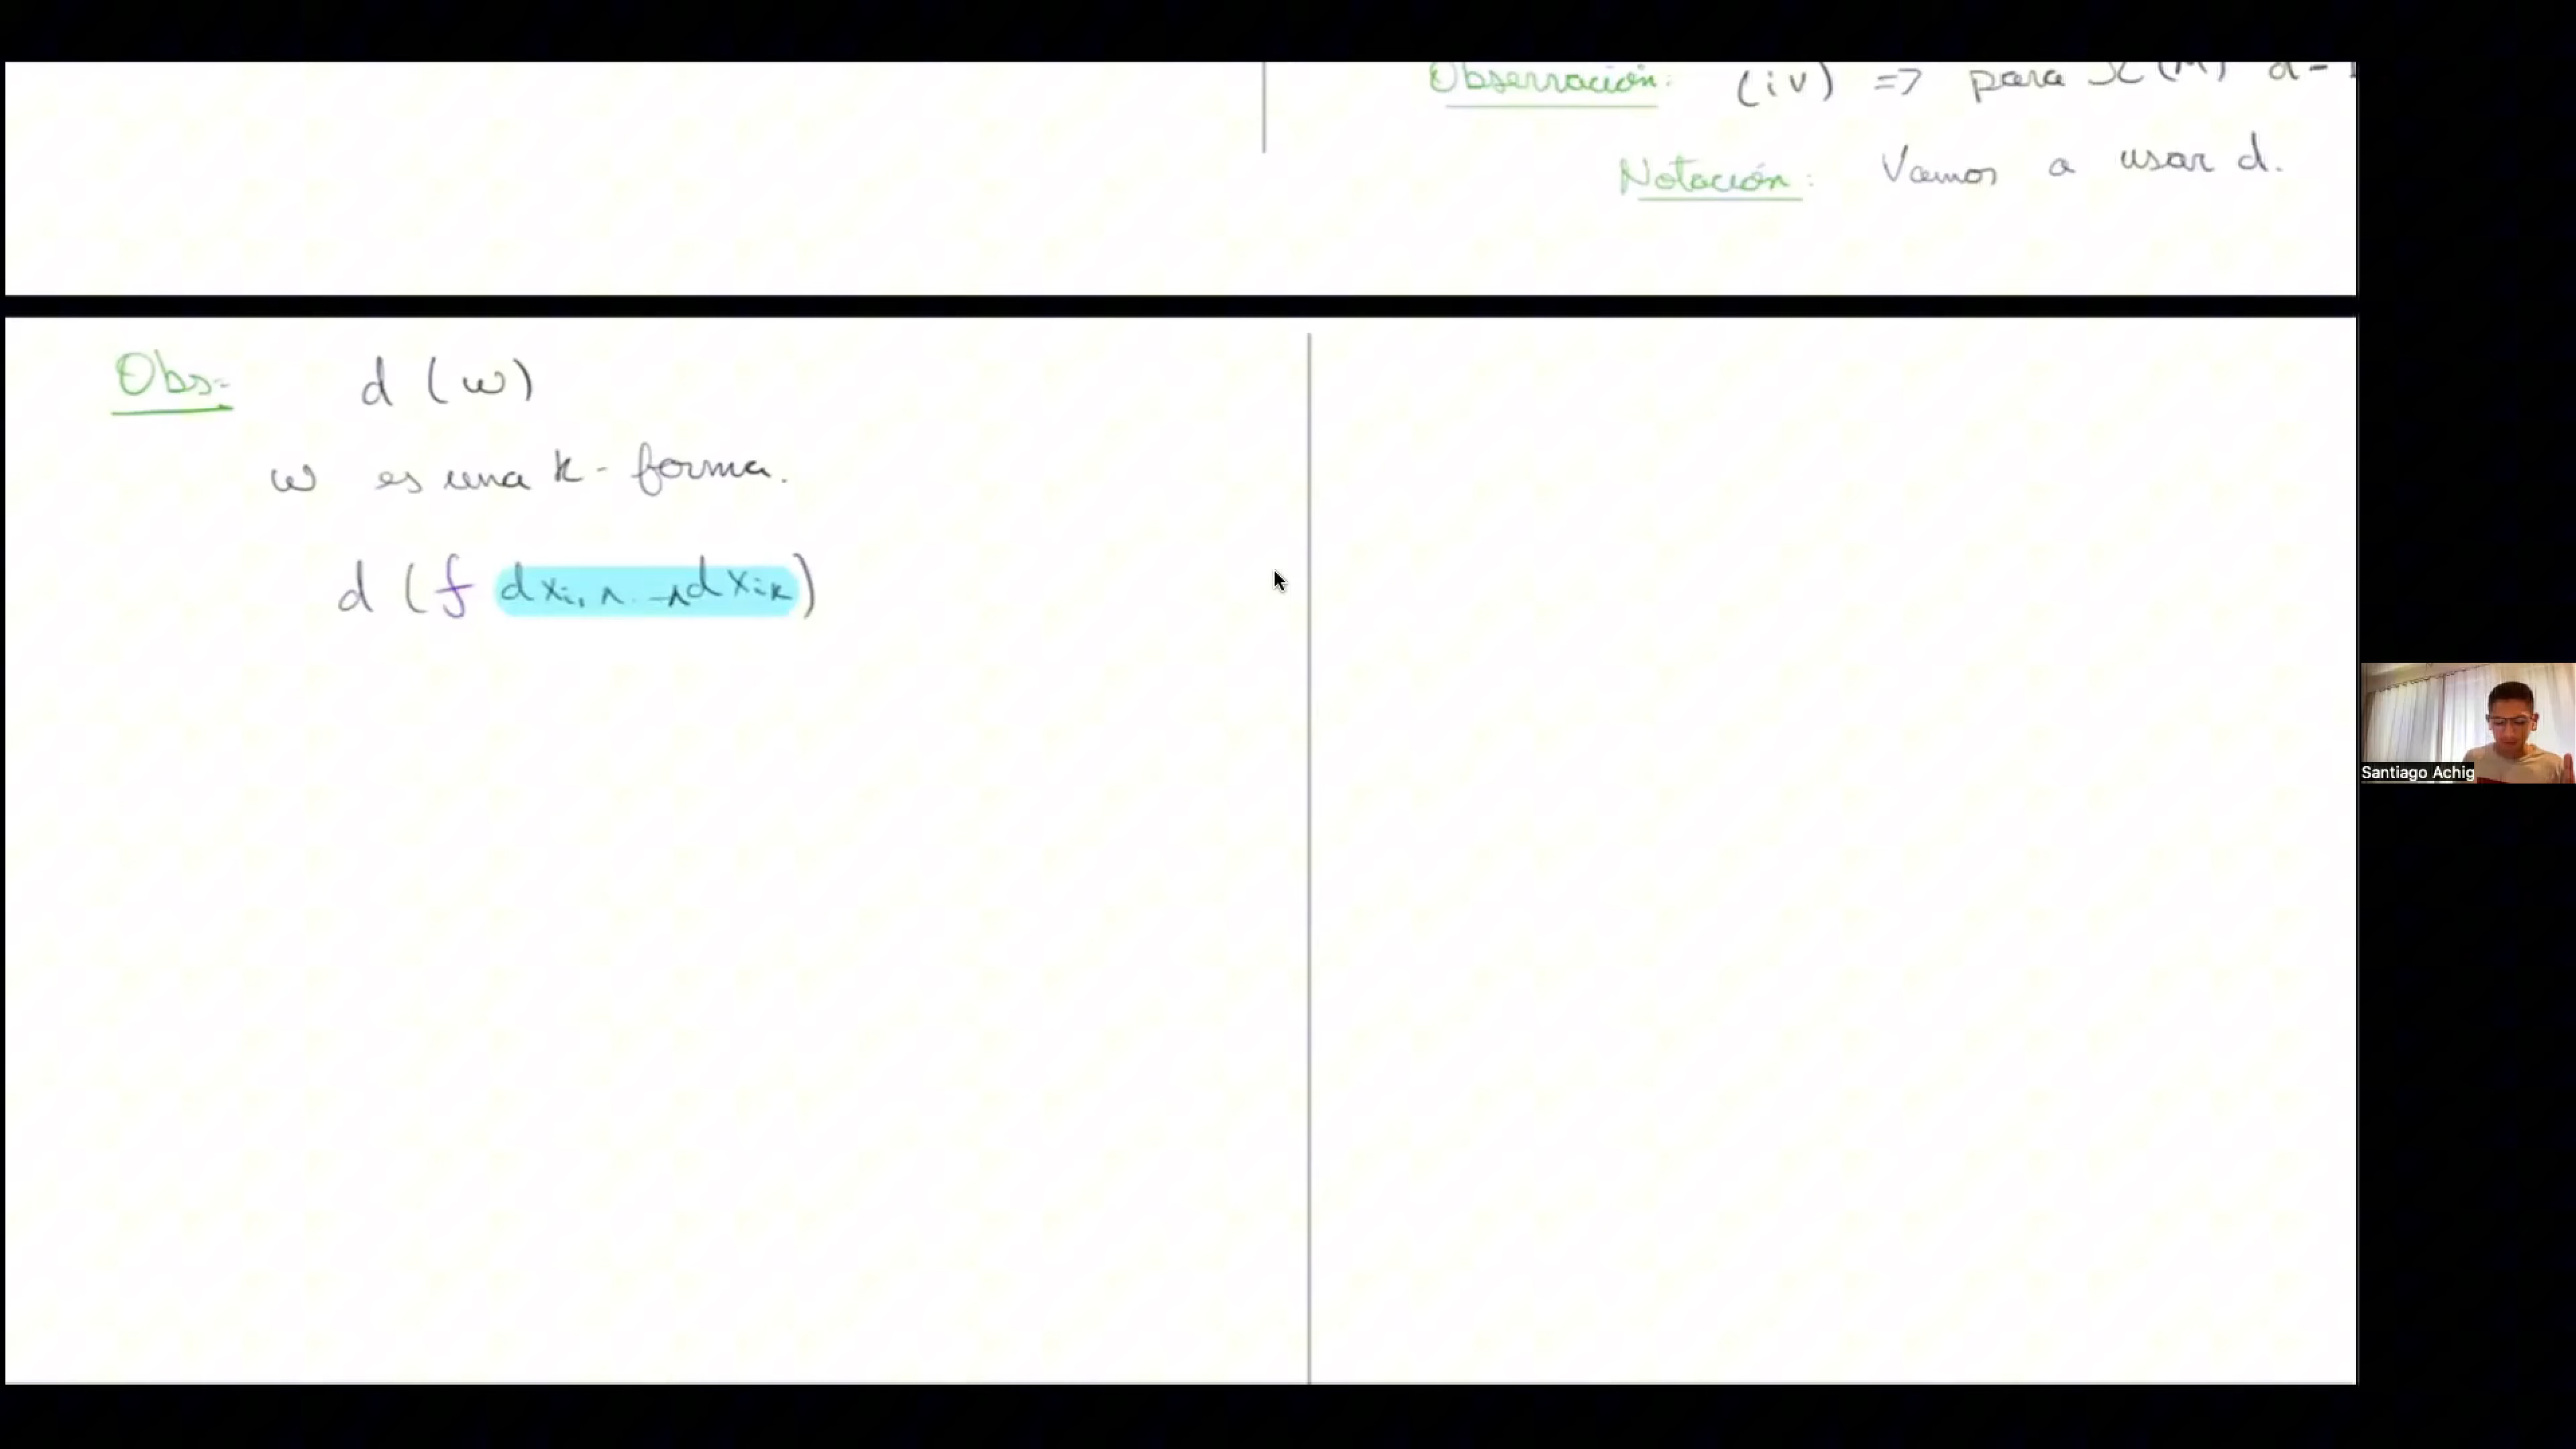 Observación: (iv) => para
Notación: Vamos a usar d.
Obs- d (ω)
ω es una k-forma.
d (f dxi₁ ∧ … ∧ dxik)
Santiago Achig